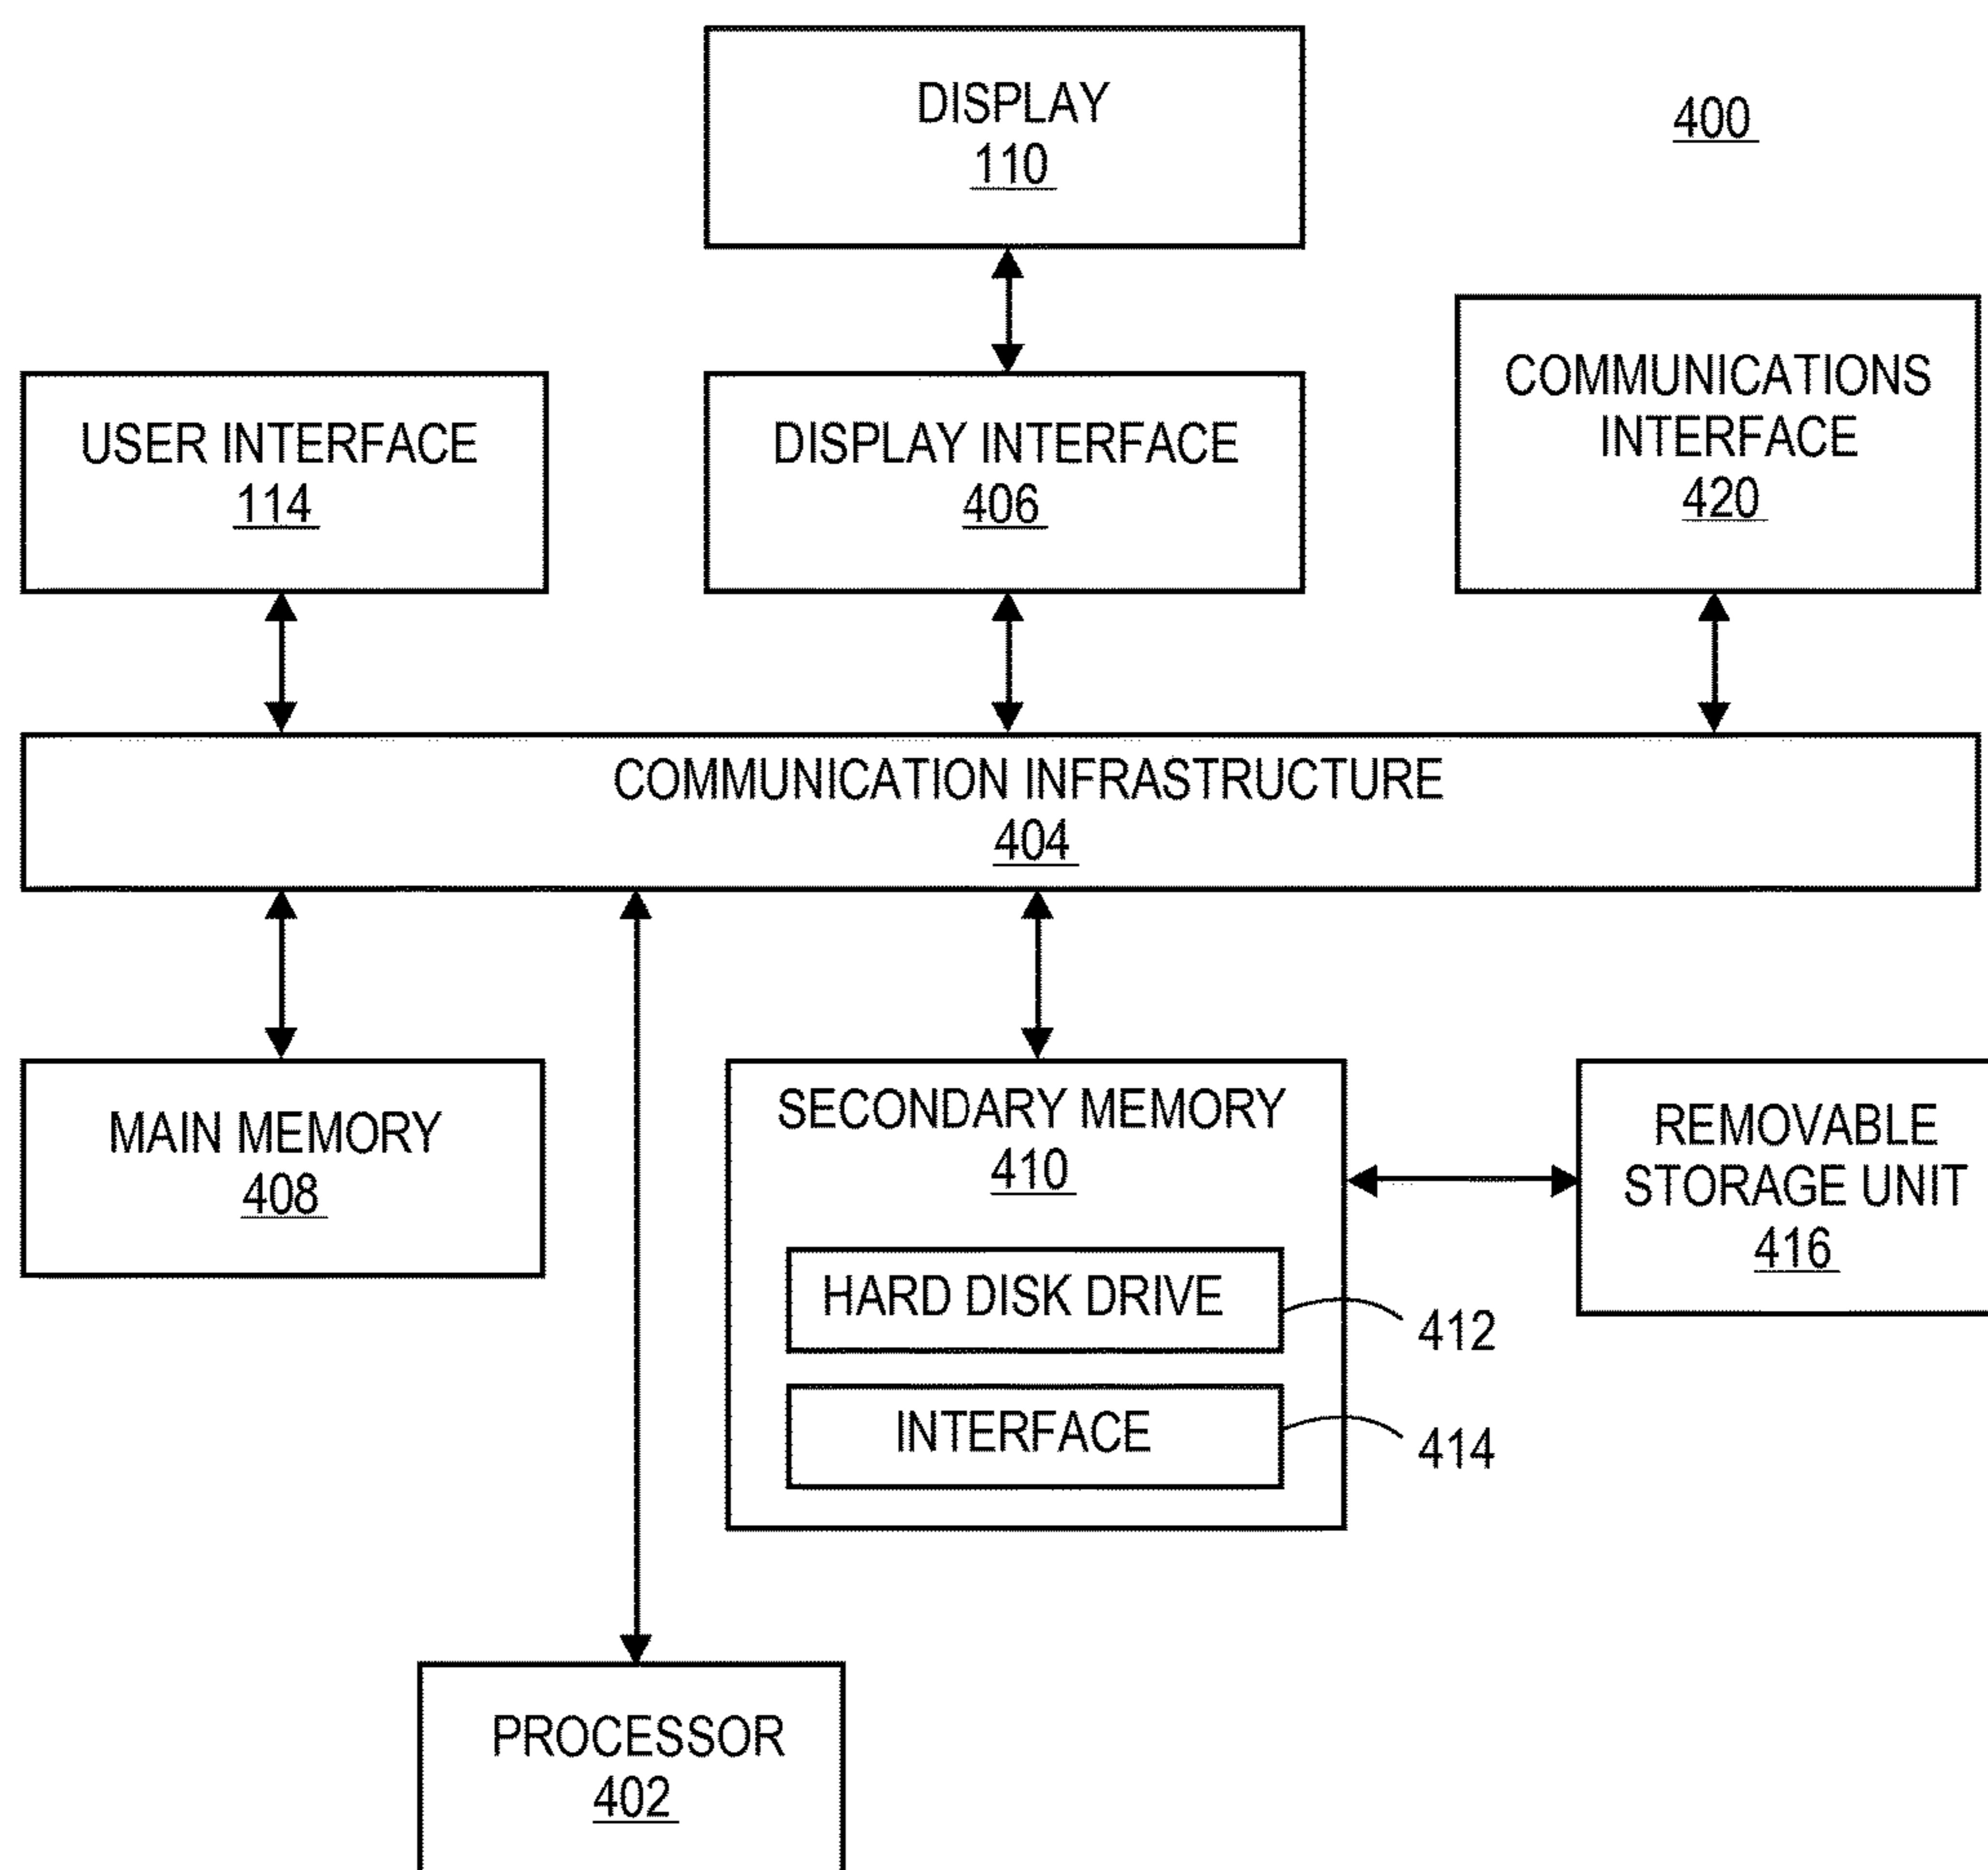 DISPLAY
110
400
USER INTERFACE
114
DISPLAY INTERFACE
406
COMMUNICATIONS
INTERFACE
420
COMMUNICATION INFRASTRUCTURE
404
MAIN MEMORY
408
SECONDARY MEMORY
410
HARD DISK DRIVE
412
INTERFACE
414
REMOVABLE
STORAGE UNIT
416
PROCESSOR
402